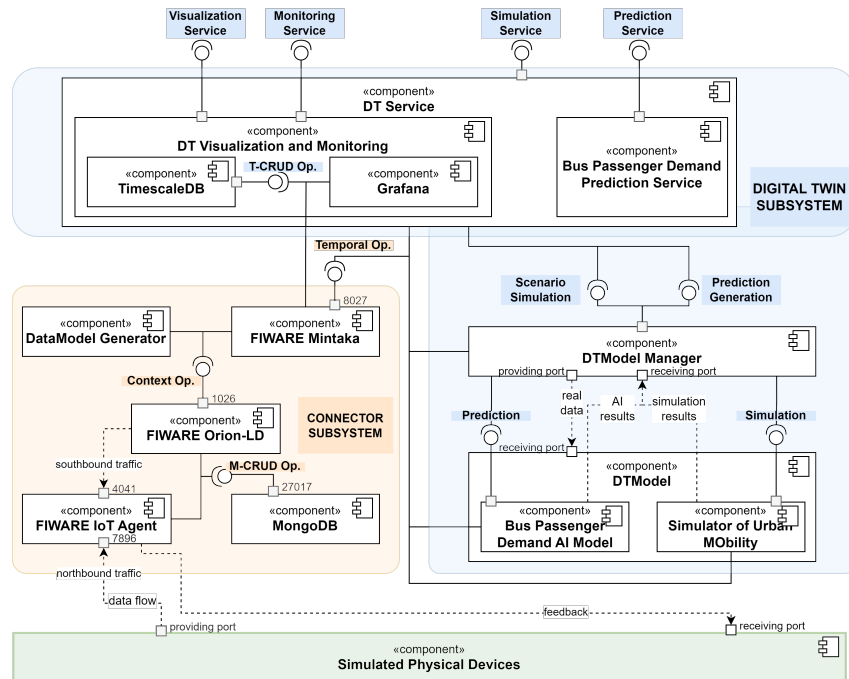 Visualization
Service
Monitoring
Service
Simulation
Service
Prediction
Service
«component»
DT Service
«component»
DT Visualization and Monitoring
«component»
TimescaleDB
T-CRUD Op.
«component»
Grafana
«component»
Bus Passenger Demand
Prediction Service
DIGITAL TWIN
SUBSYSTEM
Temporal Op.
8027
Scenario
Simulation
Prediction
Generation
«component»
DataModel Generator
«component»
FIWARE Mintaka
«component»
DTModel Manager
providing port
receiving port
Context Op.
1026
«component»
FIWARE Orion-LD
CONNECTOR
SUBSYSTEM
real
data
AI
results
simulation
results
Prediction
Simulation
receiving port
southbound traffic
M-CRUD Op.
4041
27017
«component»
FIWARE IoT Agent
7896
«component»
MongoDB
«component»
DTModel
«component»
Bus Passenger
Demand AI Model
«component»
Simulator of Urban
MObility
northbound traffic
data flow
feedback
providing port
receiving port
«component»
Simulated Physical Devices